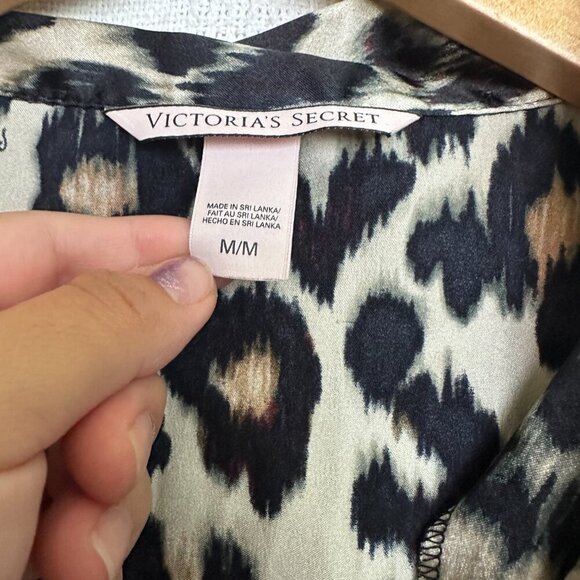 VICTORIA'S SECRET
MADE IN SRI LANKA/
FAIT AU SRI LANKA/
HECHO EN SRI LANKA
M/M